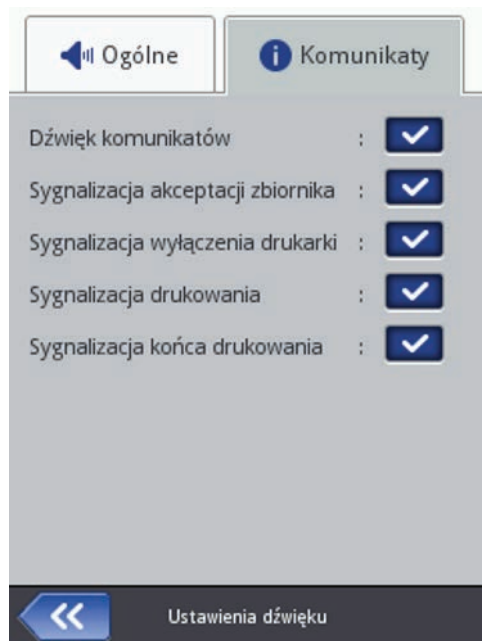 Ogólne Komunikaty
Dźwięk komunikatów :
Sygnalizacja akceptacji zbiornika :
Sygnalizacja wyłączenia drukarki :
Sygnalizacja drukowania :
Sygnalizacja końca drukowania :
Ustawienia dźwięku